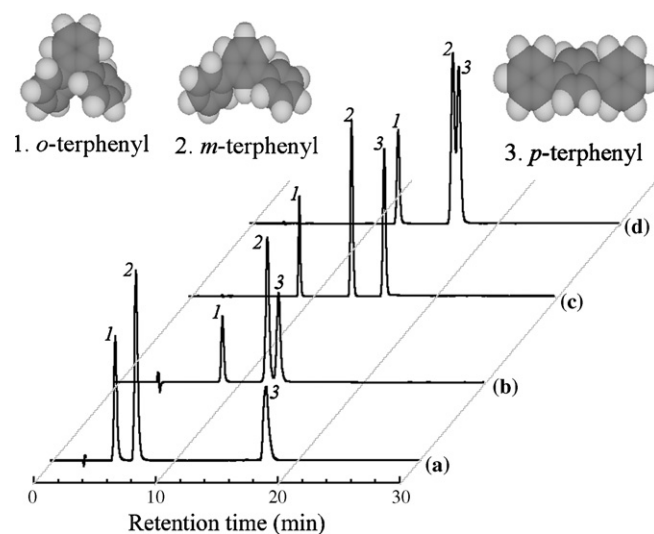 1. o-terphenyl
2. m-terphenyl
3. p-terphenyl
2
3
1
(d)
2
3
1
(c)
2
3
1
(b)
2
1
3
(a)
0
10
20
30
Retention time (min)